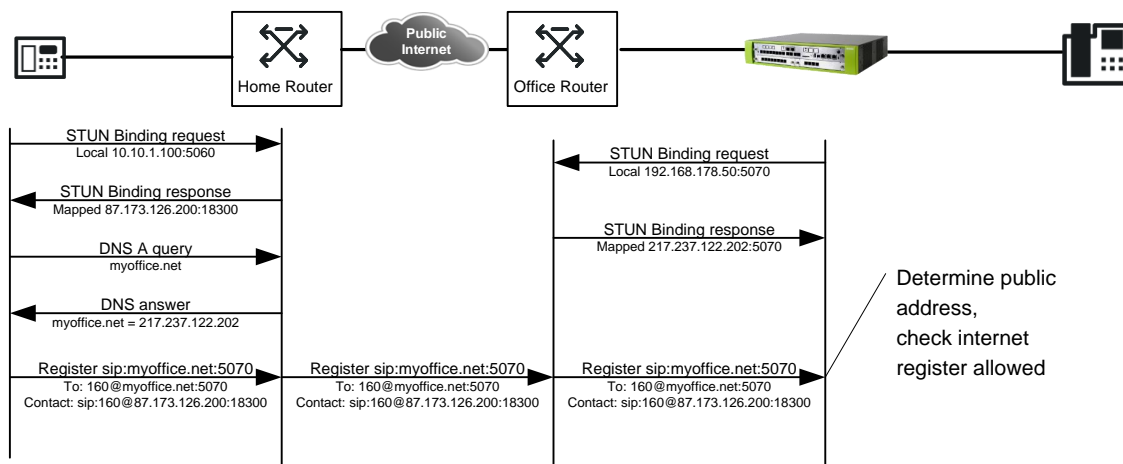 Public
Internet
Home Router
Office Router
STUN Binding request
Local 10.10.1.100:5060
STUN Binding request
Local 192.168.178.50:5070
STUN Binding response
Mapped 87.173.126.200:18300
STUN Binding response
Mapped 217.237.122.202:5070
DNS A query
myoffice.net
DNS answer
myoffice.net = 217.237.122.202
Determine public
address,
check internet
register allowed
Register sip:myoffice.net:5070
To: 160@myoffice.net:5070
Contact: sip:160@87.173.126.200:18300
Register sip:myoffice.net:5070
To: 160@myoffice.net:5070
Contact: sip:160@87.173.126.200:18300
Register sip:myoffice.net:5070
To: 160@myoffice.net:5070
Contact: sip:160@87.173.126.200:18300